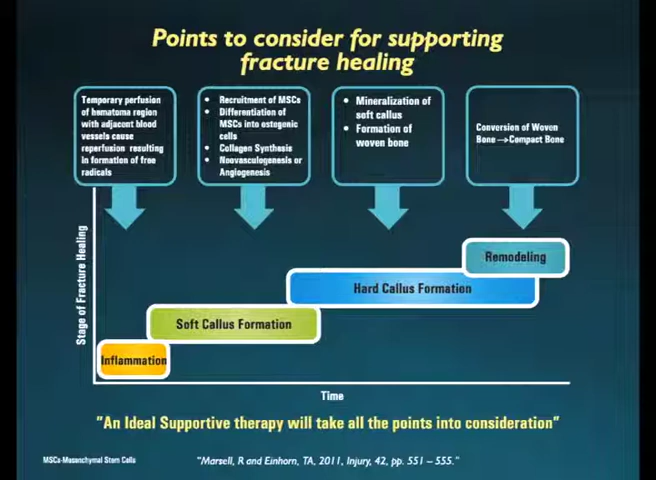 Points to consider for supporting
fracture healing
Temporary perfusion
of hematoma region
with adjacent blood
vessels cause
reperfusion resulting
in formation of free
radicals
• Recruitment of MSCs
• Differentiation of
MSCs into ostogenic
cells
• Collagen Synthesis
• Noovasculogenesis or
Angiogenesis
• Mineralization of
soft callus
• Formation of
woven bone
Conversion of Woven
Bone→Compact Bone
Stage of Fracture Healing
Remodeling
Hard Callus Formation
Soft Callus Formation
Inflammation
Time
"An Ideal Supportive therapy will take all the points into consideration"
MSCs-Mesenchymal Stem Cells
"Marsell, R and Einhorn, TA, 2011, Injury, 42, pp. 551 – 555."